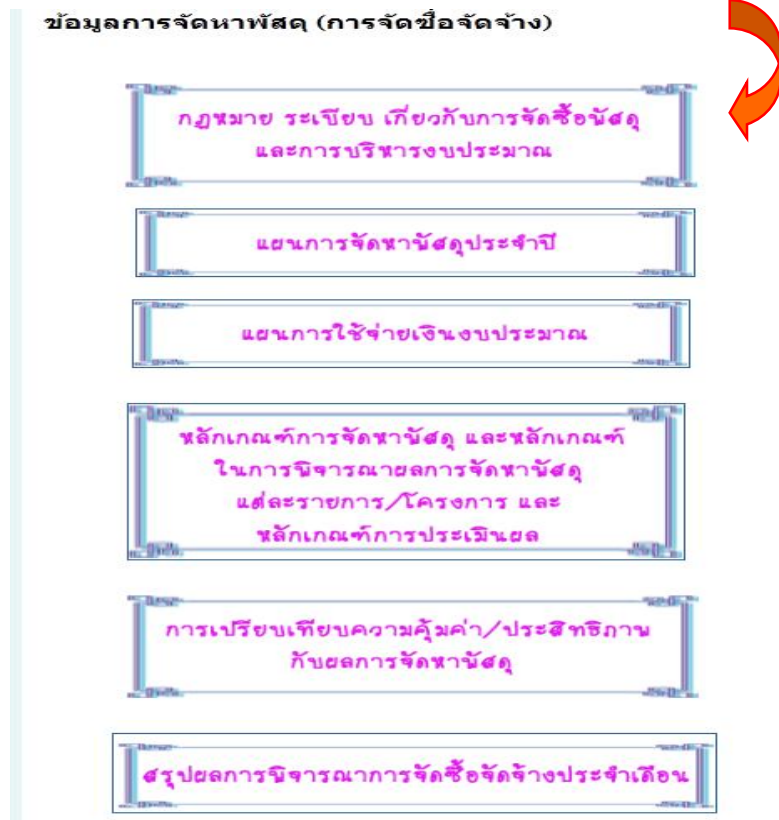 ข้อมูลการจัดหาพัสดุ (การจัดซื้อจัดจ้าง)
กฎหมาย ระเบียบ เกี่ยวกับการจัดซื้อพัสดุ
และการบริหารงบประมาณ
แผนการจัดหาพัสดุประจำปี
แผนการใช้จ่ายเงินงบประมาณ
หลักเกณฑ์การจัดหาพัสดุ และหลักเกณฑ์
ในการพิจารณาผลการจัดหาพัสดุ
แต่ละรายการ/โครงการ และ
หลักเกณฑ์การประเมินผล
การเปรียบเทียบความคุ้มค่า/ประสิทธิภาพ
กับผลการจัดหาพัสดุ
สรุปผลการพิจารณาการจัดซื้อจัดจ้างประจำเดือน